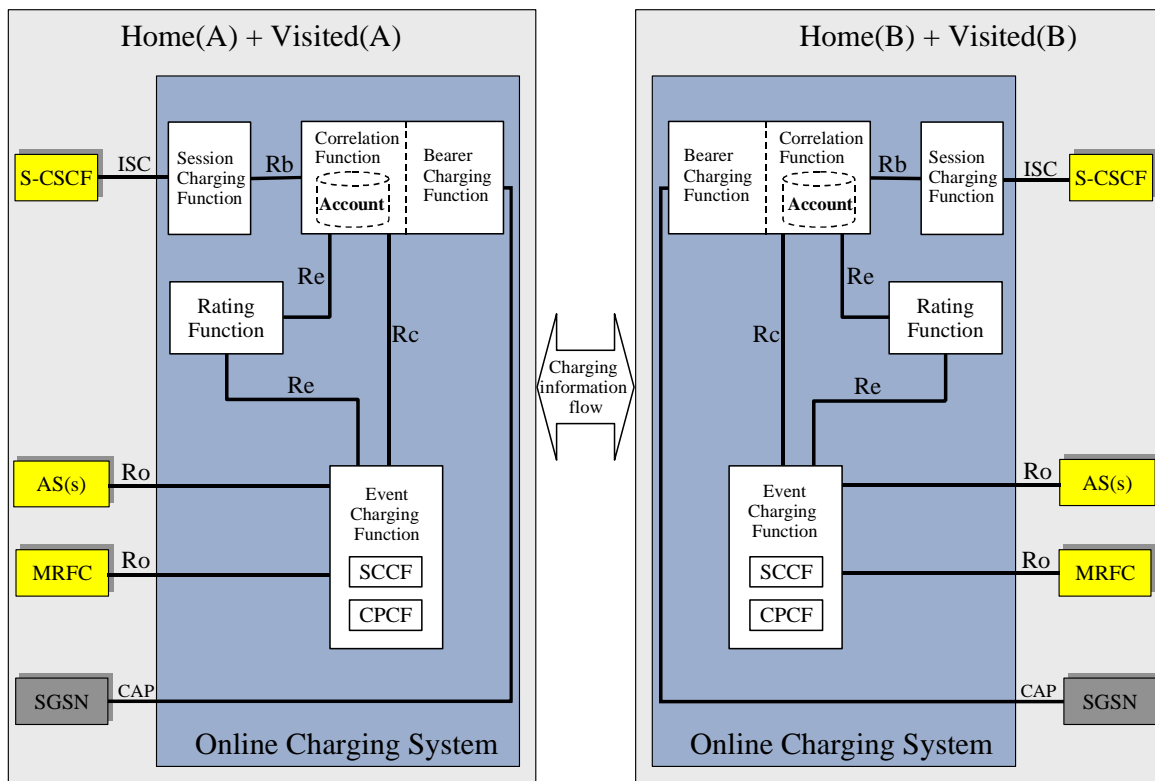 Home(A) + Visited(A)
S-CSCF
ISC
Session
Charging
Function
Rb
Correlation
Function
Account
Bearer
Charging
Function
Re
Rating
Function
Rc
Re
AS(s)
Ro
Event
Charging
Function
SCCF
CPCF
MRFC
Ro
SGSN
CAP
Online Charging System
Charging
information
flow
Home(B) + Visited(B)
Bearer
Charging
Function
Correlation
Function
Account
Rb
Session
Charging
Function
ISC
S-CSCF
Re
Rating
Function
Rc
Re
Event
Charging
Function
SCCF
CPCF
Ro
AS(s)
Ro
MRFC
CAP
SGSN
Online Charging System